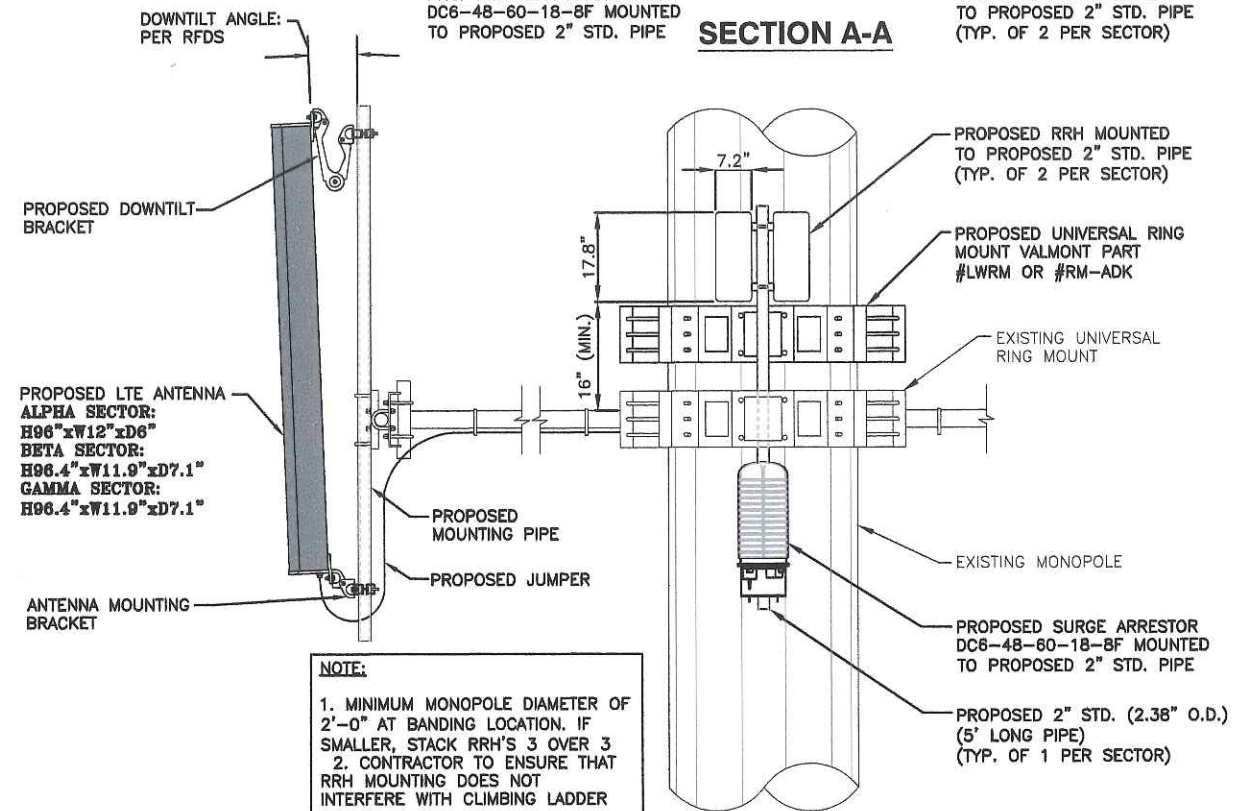 DOWNTILT ANGLE:
PER RFDS
DC6-48-60-18-8F MOUNTED
TO PROPOSED 2" STD. PIPE
SECTION A-A
TO PROPOSED 2" STD. PIPE
(TYP. OF 2 PER SECTOR)
PROPOSED DOWNTILT
BRACKET
7.2"
17.8"
16" (MIN.)
PROPOSED RRH MOUNTED
TO PROPOSED 2" STD. PIPE
(TYP. OF 2 PER SECTOR)
PROPOSED UNIVERSAL RING
MOUNT VALMONT PART
#LWRM OR #RM-ADK
EXISTING UNIVERSAL
RING MOUNT
PROPOSED LTE ANTENNA
ALPHA SECTOR:
H96"xW12"xD6"
BETA SECTOR:
H96.4"xW11.9"xD7.1"
GAMMA SECTOR:
H96.4"xW11.9"xD7.1"
PROPOSED
MOUNTING PIPE
PROPOSED JUMPER
ANTENNA MOUNTING
BRACKET
EXISTING MONOPOLE
PROPOSED SURGE ARRESTOR
DC6-48-60-18-8F MOUNTED
TO PROPOSED 2" STD. PIPE
PROPOSED 2" STD. (2.38" O.D.)
(5' LONG PIPE)
(TYP. OF 1 PER SECTOR)
NOTE:
1. MINIMUM MONOPOLE DIAMETER OF
2'-0" AT BANDING LOCATION. IF
SMALLER, STACK RRH'S 3 OVER 3
2. CONTRACTOR TO ENSURE THAT
RRH MOUNTING DOES NOT
INTERFERE WITH CLIMBING LADDER